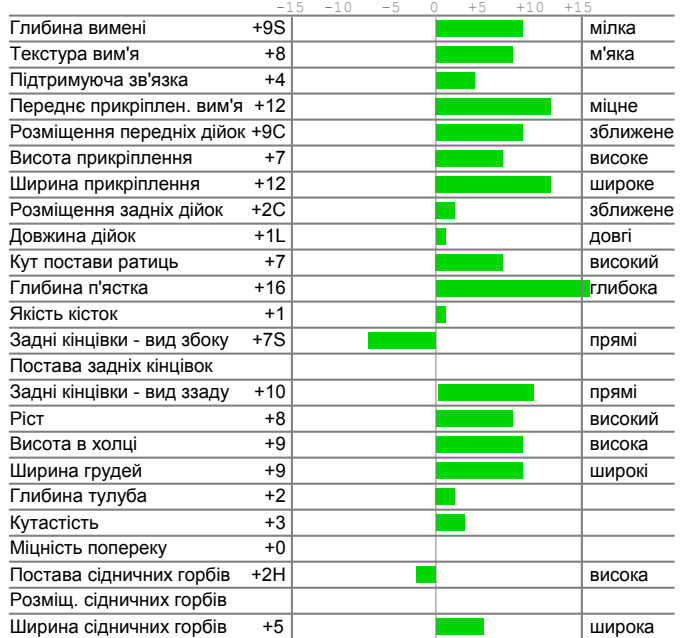 -15 -10 -5 0 +5 +10 +15
Глибина вимені +9S мілка
Текстура вим'я +8 м'яка
Підтримуюча зв'язка +4
Переднє прикріплен. вим'я +12 міцне
Розміщення передніх дійок +9C зближене
Висота прикріплення +7 високе
Ширина прикріплення +12 широке
Розміщення задніх дійок +2C зближене
Довжина дійок +1L довгі
Кут постави ратиць +7 високий
Глибина п'ястка +16 глибока
Якість кісток +1
Задні кінцівки - вид збоку +7S прямі
Постава задніх кінцівок
Задні кінцівки - вид ззаду +10 прямі
Ріст +8 високий
Висота в холці +9 висока
Ширина грудей +9 широкі
Глибина тулуба +2
Кутастість +3
Міцність попереку +0
Постава сідничних горбів +2H висока
Розміщ. сідничних горбів
Ширина сідничних горбів +5 широка